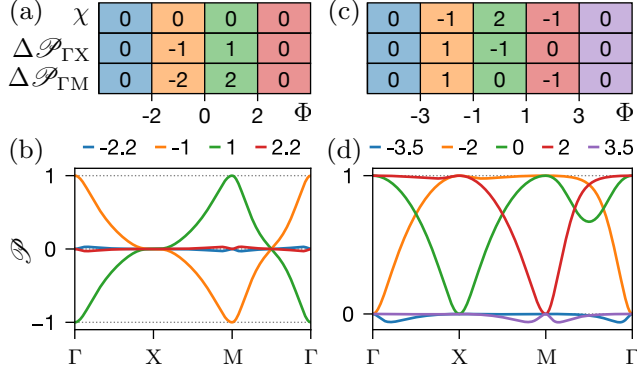 (a)
χ 0 0 0 0
Δ𝒫ΓX 0 -1 1 0
Δ𝒫ΓM 0 -2 2 0
-2 0 2 Φ
(c)
0 -1 2 -1 0
0 1 -1 0 0
0 1 0 -1 0
-3 -1 1 3 Φ
(b) -2.2 -1 1 2.2
1
0
−1
𝒫
Γ X M Γ
(d) -3.5 -2 0 2 3.5
1
0
Γ X M Γ